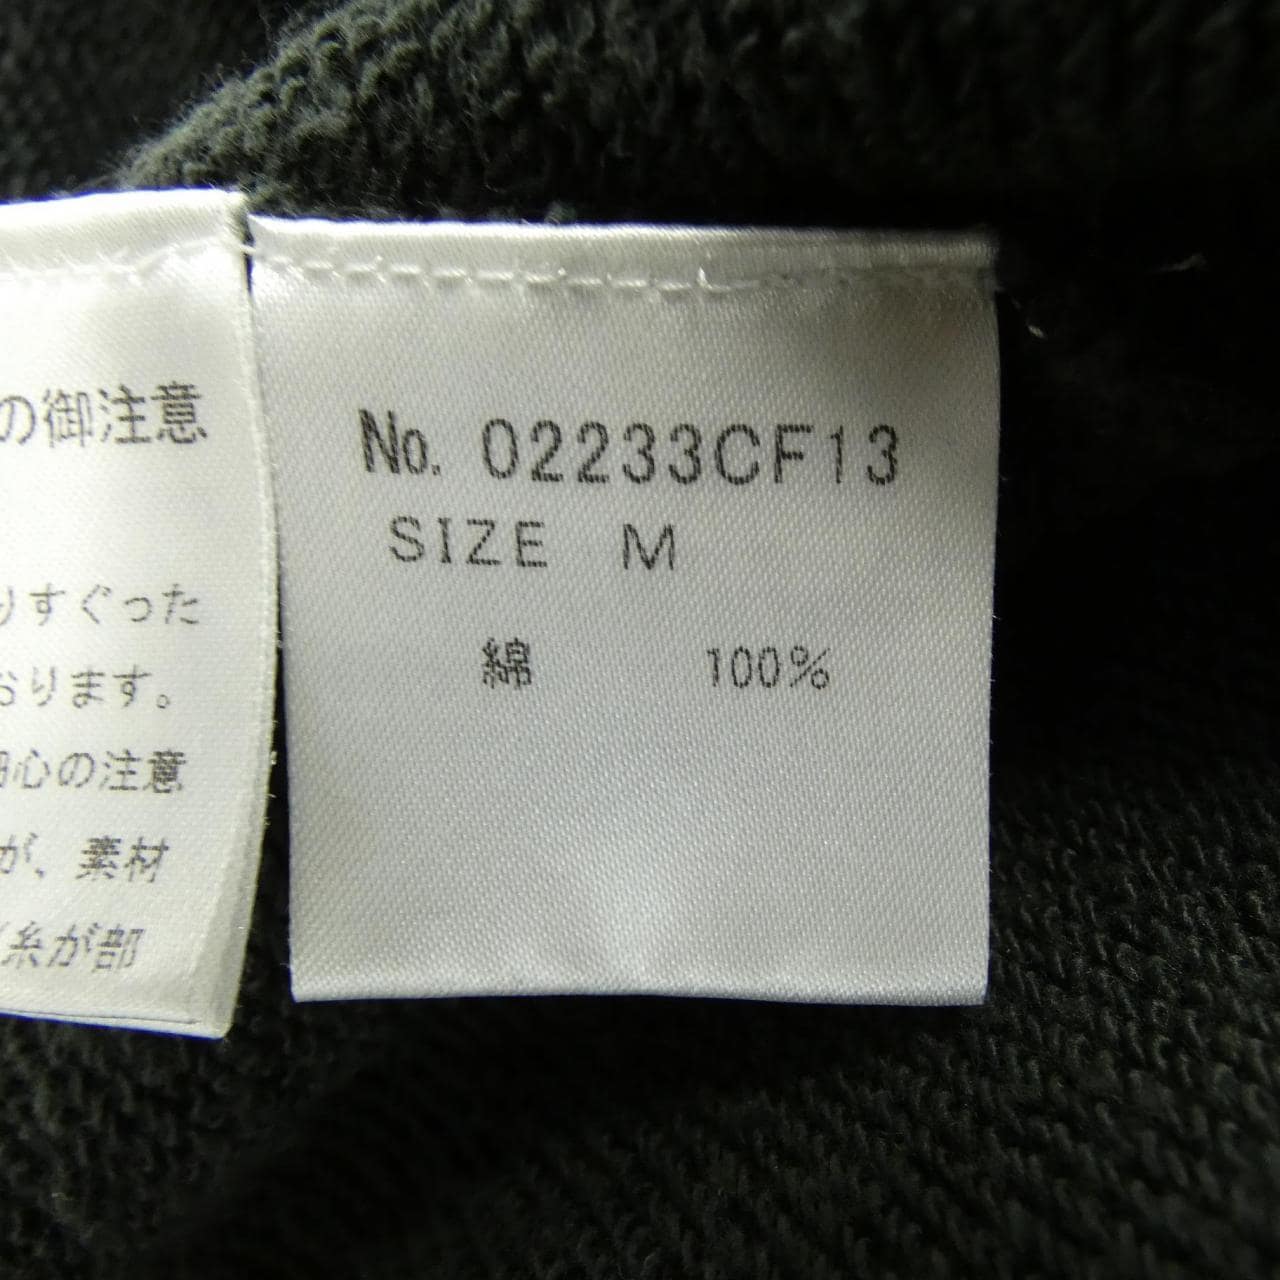 の御注意
りすぐった
おります。
細心の注意
が、素材
糸が部
No. 02233CF13
SIZE M
綿 100%